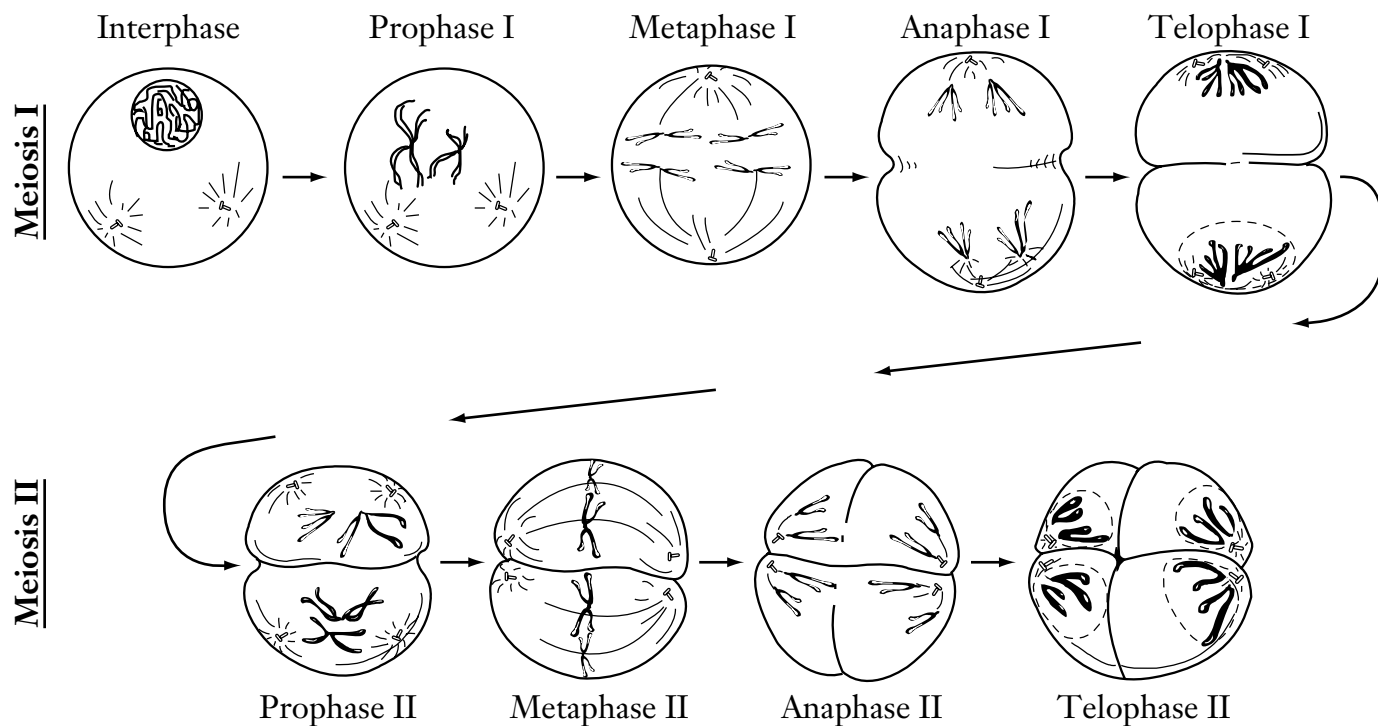 Interphase
Prophase I
Metaphase I
Anaphase I
Telophase I
Meiosis I
Meiosis II
Prophase II
Metaphase II
Anaphase II
Telophase II